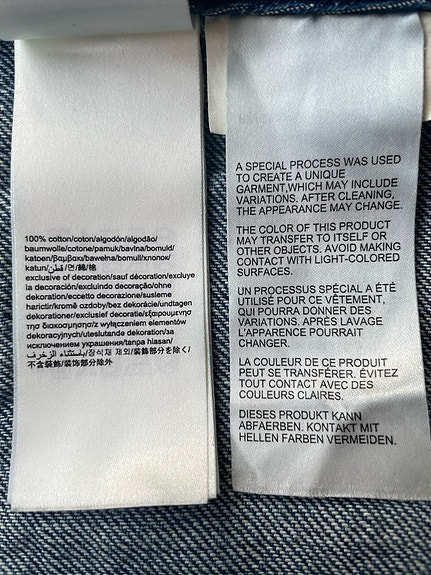 100% cotton/coton/algodón/algodão/
baumwolle/cotone/pamuk/bavlna/bomuld/
katoen/βαμβακι/bawełna/bomull/хлопок/
katun/قطن/면/綿/棉
exclusive of decoration/sauf décoration/excluye
la decoración/excluindo decoração/ohne
dekoration/eccetto decorazione/susleme
harictir/kromě ozdoby/bez dekorácie/undtagen
dekorationer/exclusief decoratie/εξαιρουμενησ
τησ διακοσμησησ/z wyłączeniem elementów
dekoracyjnych/uteslutande dekoration/за
исключением украшения/tanpa hiasan/
باستثناء الزخرف/장식재 제외/装飾部分を除く/
不含裝飾/装饰部分除外
A SPECIAL PROCESS WAS USED
TO CREATE A UNIQUE
GARMENT,WHICH MAY INCLUDE
VARIATIONS. AFTER CLEANING,
THE APPEARANCE MAY CHANGE.
THE COLOR OF THIS PRODUCT
MAY TRANSFER TO ITSELF OR
OTHER OBJECTS. AVOID MAKING
CONTACT WITH LIGHT-COLORED
SURFACES.
UN PROCESSUS SPÉCIAL A ÉTÉ
UTILISÉ POUR CE VÊTEMENT,
QUI POURRA DONNER DES
VARIATIONS. APRÈS LAVAGE
L'APPARENCE POURRAIT
CHANGER.
LA COULEUR DE CE PRODUIT
PEUT SE TRANSFÉRER. ÉVITEZ
TOUT CONTACT AVEC DES
COULEURS CLAIRES.
DIESES PRODUKT KANN
ABFAERBEN. KONTAKT MIT
HELLEN FARBEN VERMEIDEN.